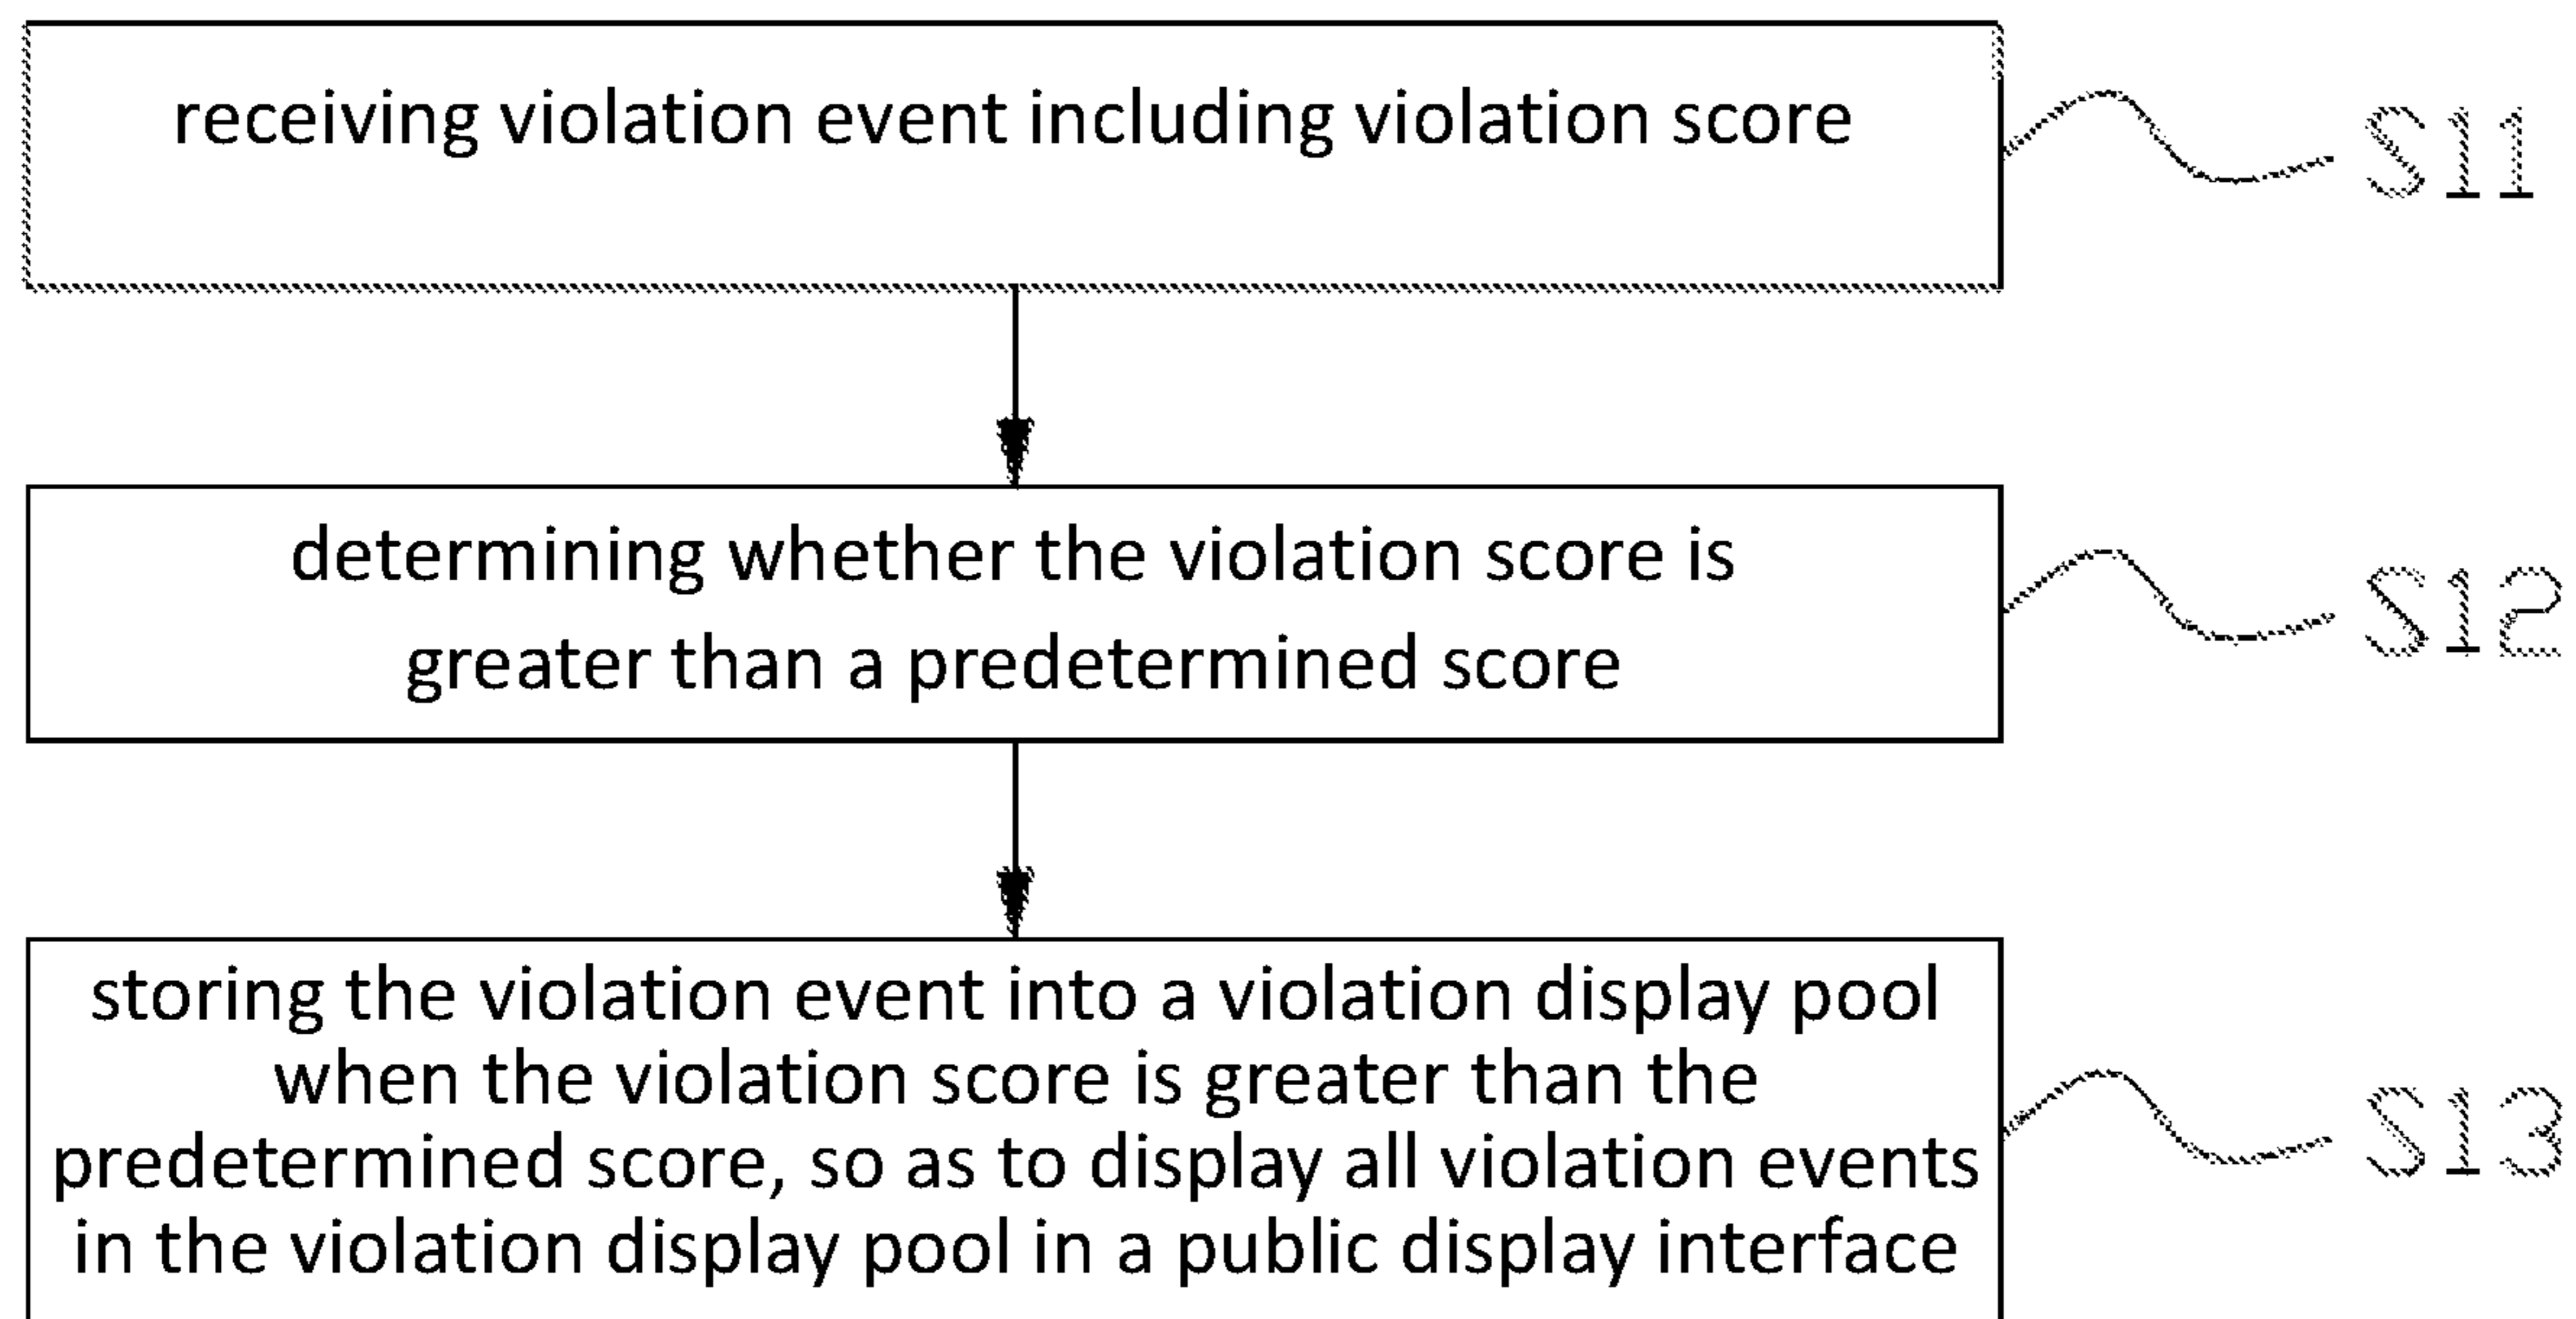 receiving violation event including violation score
S11
determining whether the violation score is
greater than a predetermined score
S12
storing the violation event into a violation display pool
when the violation score is greater than the
predetermined score, so as to display all violation events
in the violation display pool in a public display interface
S13